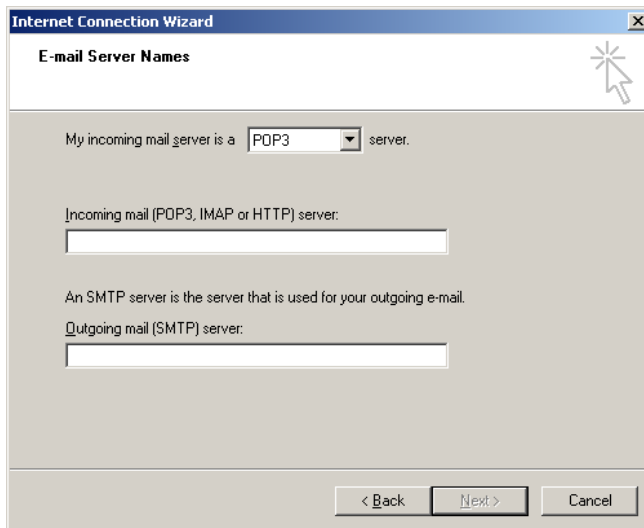 Internet Connection Wizard
E-mail Server Names
My incoming mail server is a POP3 server.
Incoming mail (POP3, IMAP or HTTP) server:
An SMTP server is the server that is used for your outgoing e-mail.
Outgoing mail (SMTP) server:
< Back Next > Cancel